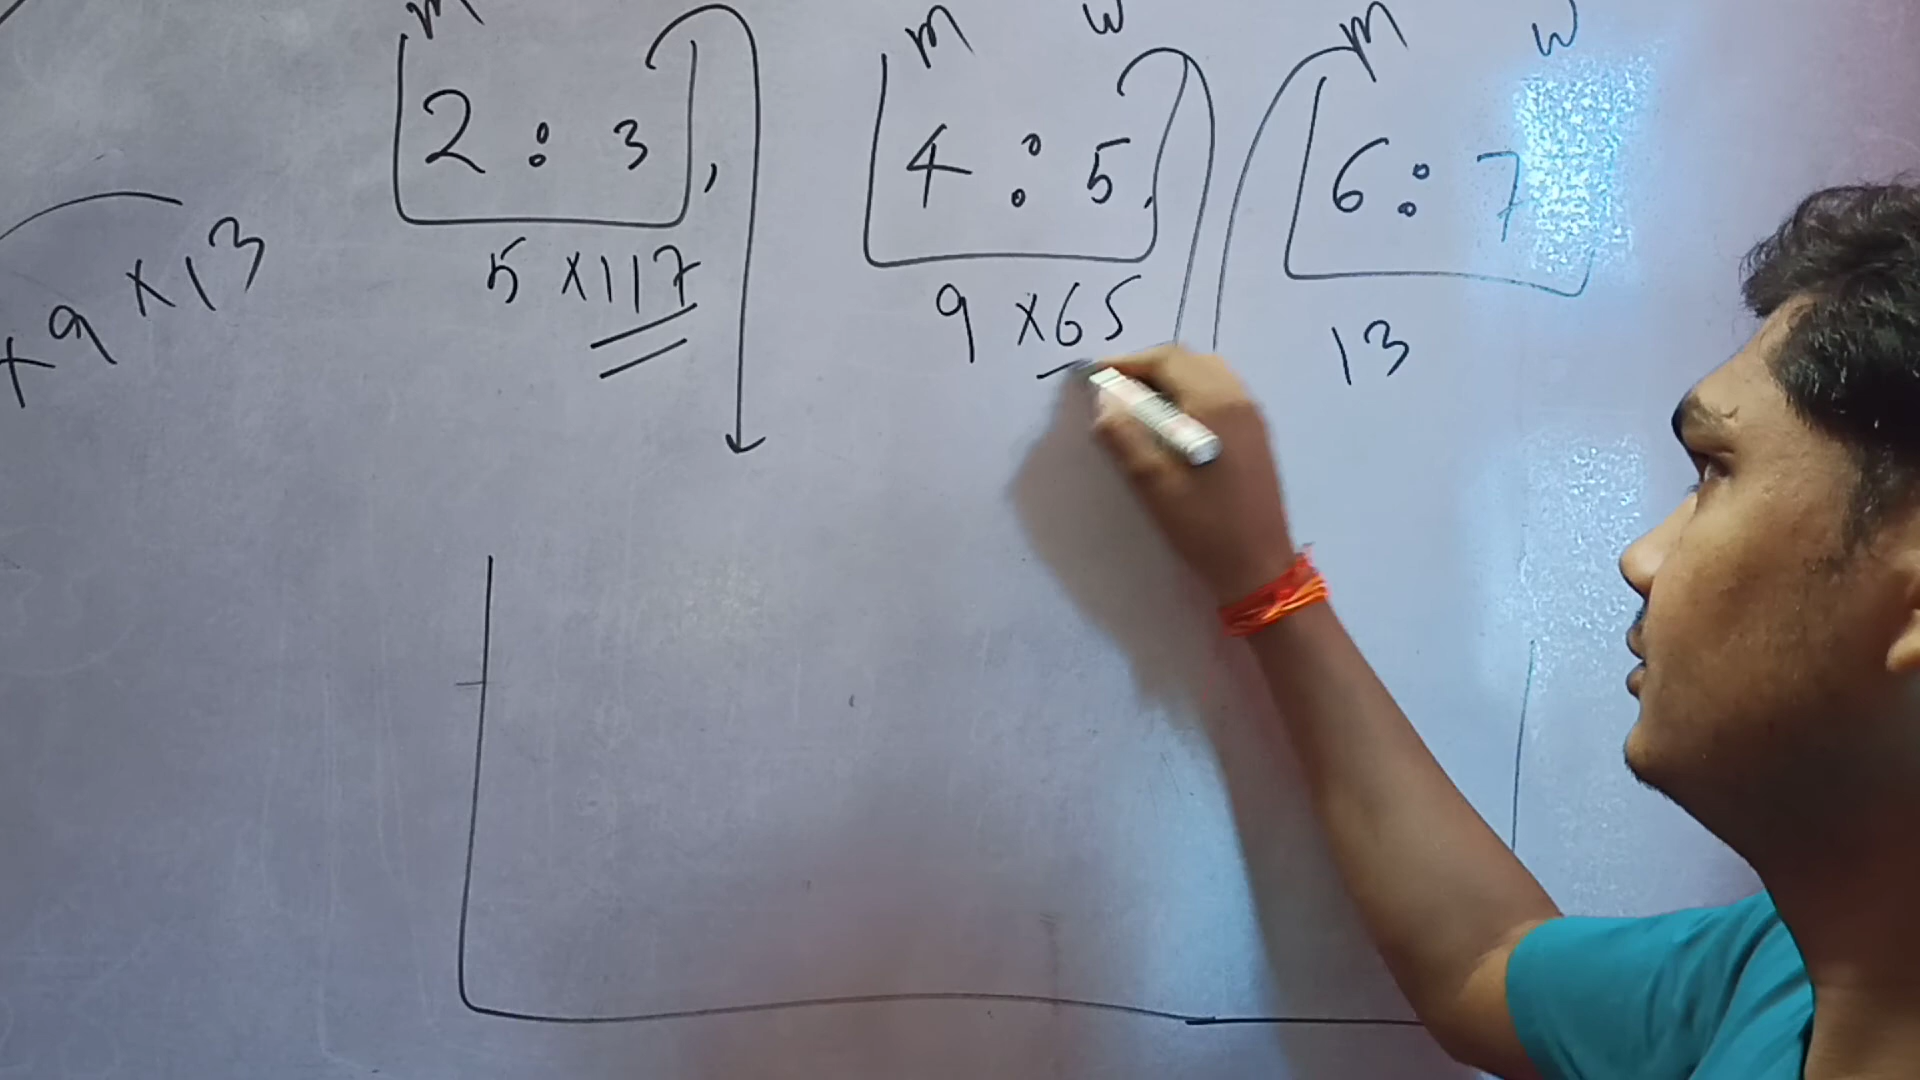 m m w m w
2 : 3 , 4 : 5 , 6 : 7
x 9 x 13
5 x 117 9 x 65 13